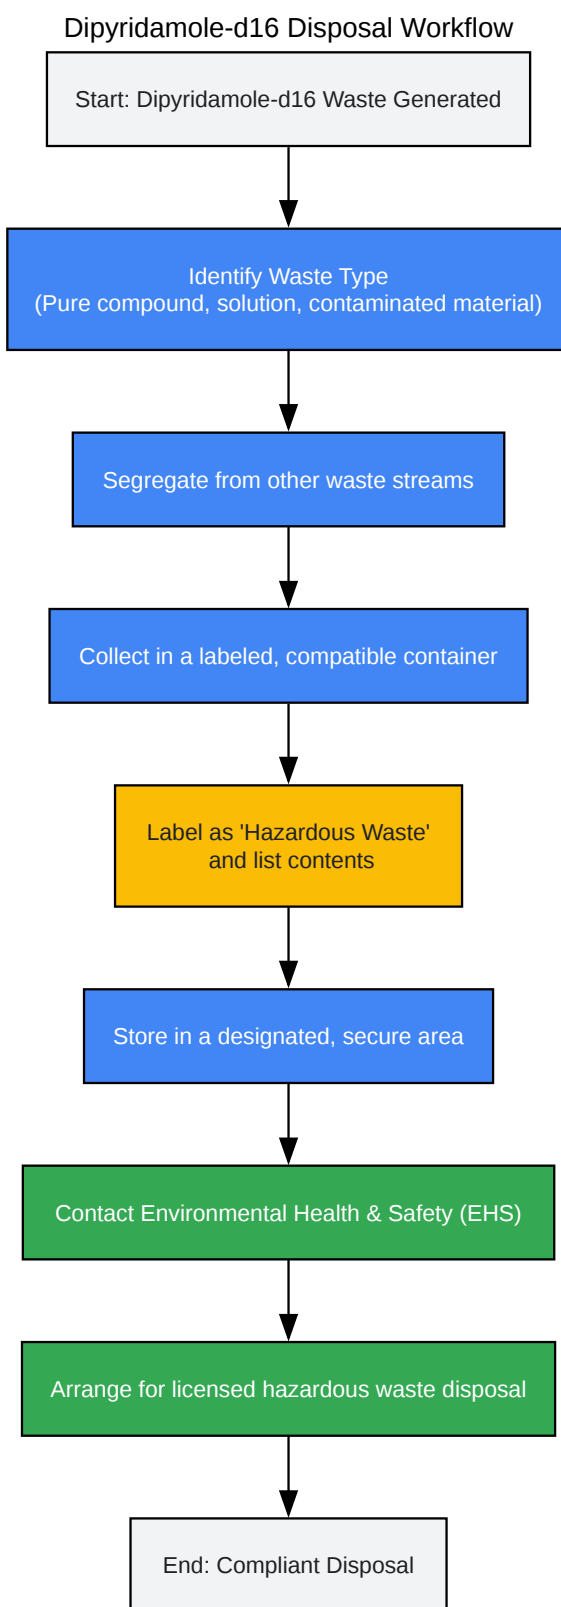 Dipyridamole-d16 Disposal Workflow
Start: Dipyridamole-d16 Waste Generated
Identify Waste Type
(Pure compound, solution, contaminated material)
Segregate from other waste streams
Collect in a labeled, compatible container
Label as 'Hazardous Waste'
and list contents
Store in a designated, secure area
Contact Environmental Health & Safety (EHS)
Arrange for licensed hazardous waste disposal
End: Compliant Disposal